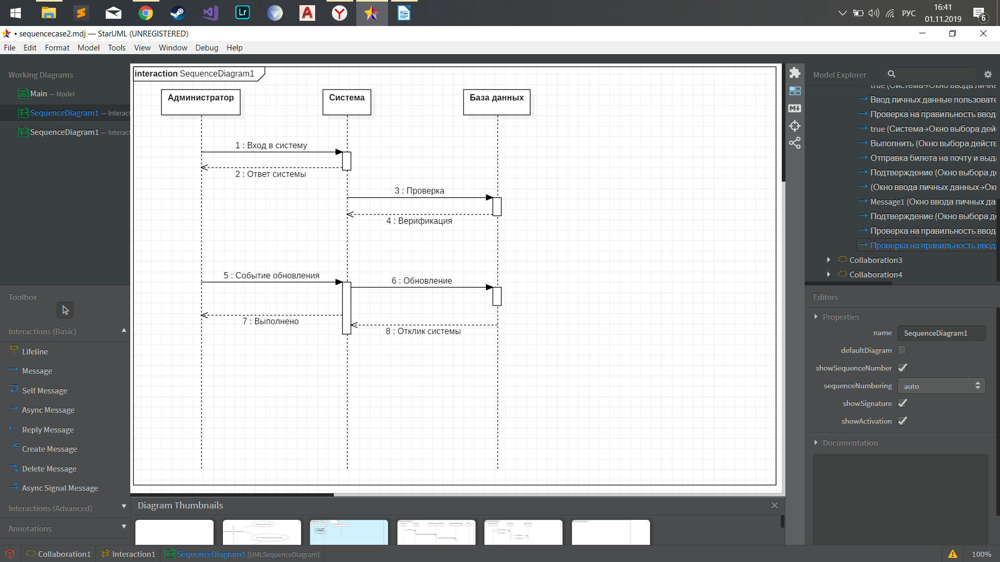 Lr
РУС
16:41
01.11.2019
6
• sequencecase2.mdj — StarUML (UNREGISTERED)
File Edit Format Model Tools View Window Debug Help
Working Diagrams
Main — Model
SequenceDiagram1 — Interact
SequenceDiagram1 — Interact
Toolbox
Interactions (Basic)
Lifeline
Message
Self Message
Async Message
Reply Message
Create Message
Delete Message
Async Signal Message
Interactions (Advanced)
Annotations
interaction SequenceDiagram1
Администратор
Система
База данных
1 : Вход в систему
2 : Ответ системы
3 : Проверка
4 : Верификация
5 : Событие обновления
6 : Обновление
7 : Выполнено
8 : Отклик системы
Diagram Thumbnails
Model Explorer
true (Система→Окно ввода личнь
Ввод личных данные пользовате
Проверка на правильность ввод
true (Система→Окно выбора дей
Выполнить (Окно выбора действ
Отправка билета на почту и выд
Подтверждение (Окно выбора д
(Окно ввода личных данных→Ок
Message1 (Окно ввода личных да
Подтверждение (Окно выбора д
Проверка на правильность ввод
Проверка на правильность ввод
Collaboration3
Collaboration4
Editors
Properties
name SequenceDiagram1
defaultDiagram
showSequenceNumber
sequenceNumbering auto
showSignature
showActivation
Documentation
Collaboration1 Interaction1 SequenceDiagram1 [UMLSequenceDiagram]
100%